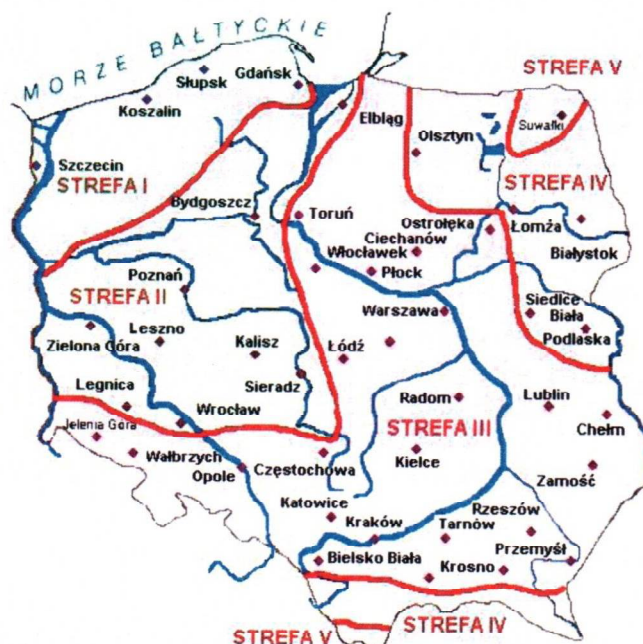 MORZE BAŁTYCKIE
STREFA V
Gdańsk
Słupsk
Koszalin
Elbląg
Suwałki
Olsztyn
Szczecin
STREFA I
STREFA IV
Bydgoszcz
Toruń
Ostrołęka
Łomża
Ciechanów
Włocławek
Białystok
Płock
Poznań
STREFA II
Siedlce
Warszawa
Biała
Podlaska
Leszno
Zielona Góra
Kalisz
Łódź
Sieradz
Legnica
Radom
Lublin
Wrocław
Chełm
Jelenia Góra
STREFA III
Wałbrzych
Kielce
Częstochowa
Opole
Zamość
Katowice
Rzeszów
Kraków
Tarnów
Przemyśl
Bielsko Biała
Krosno
STREFA IV
STREFA V